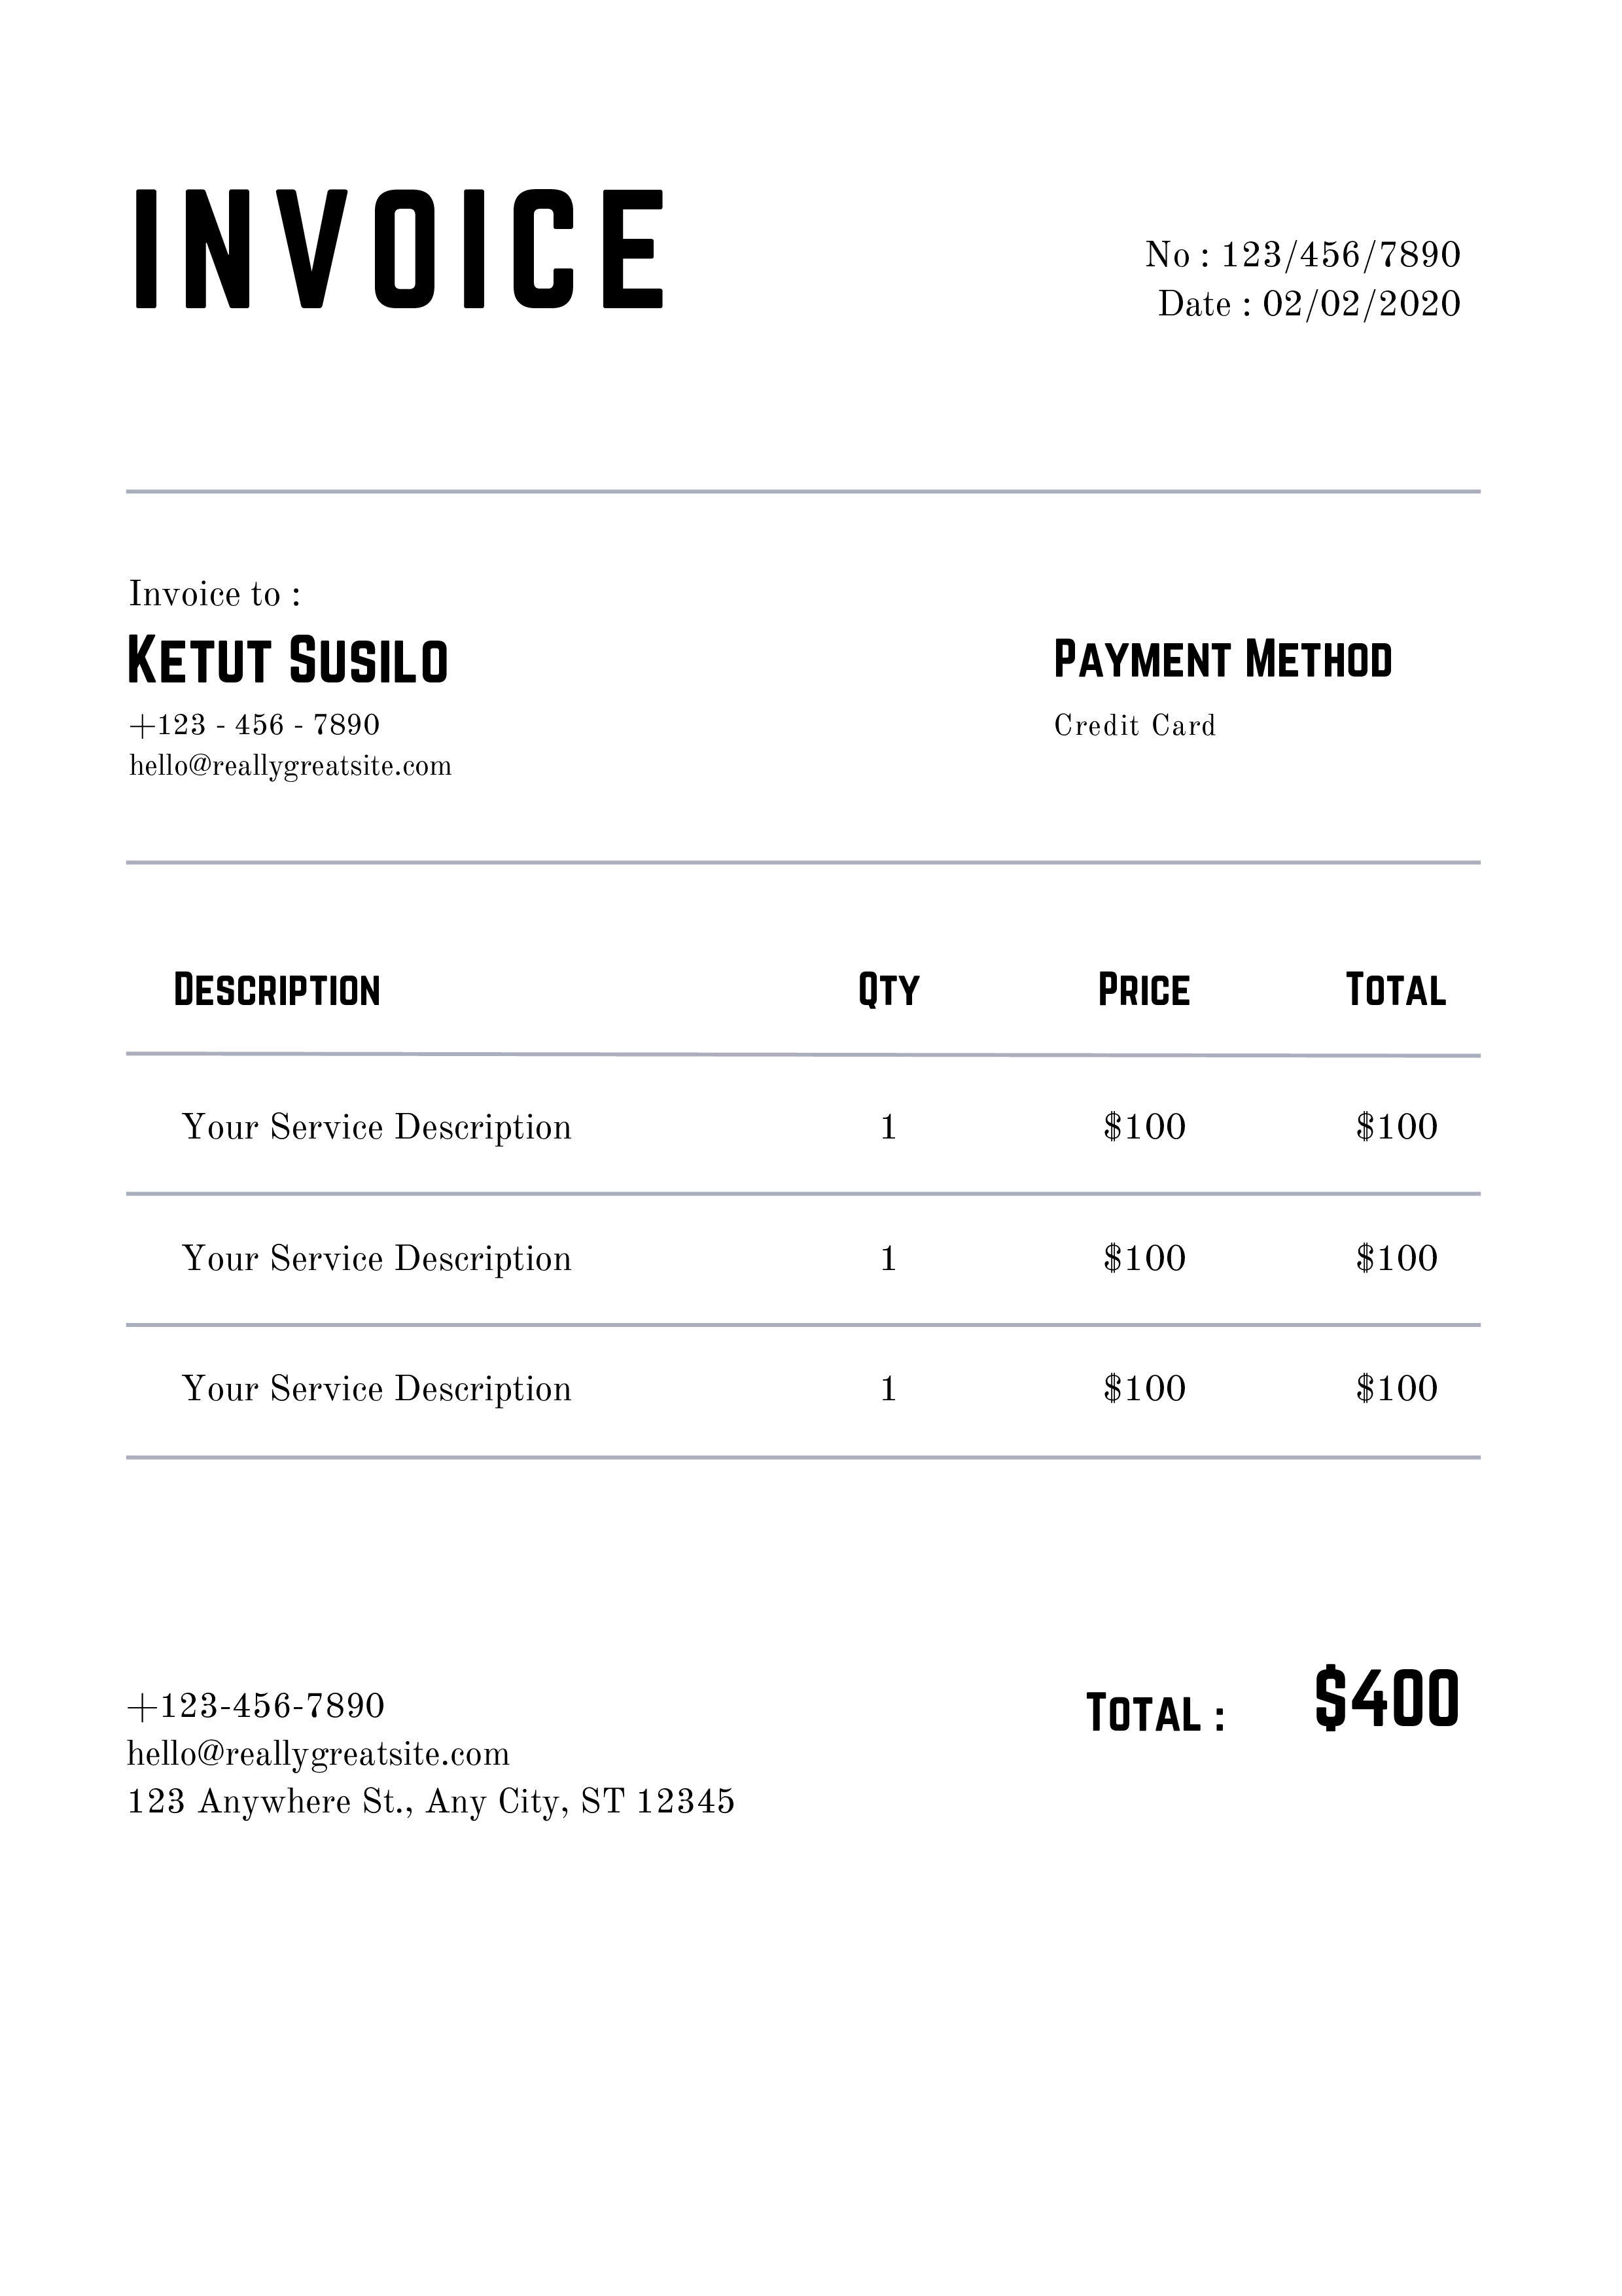 INVOICE
No : 123/456/7890
Date : 02/02/2020
Invoice to :
Ketut Susilo
+123 - 456 - 7890
hello@reallygreatsite.com
Payment Method
Credit Card
Description Qty Price Total
Your Service Description 1 $100 $100
Your Service Description 1 $100 $100
Your Service Description 1 $100 $100
Total : $400
+123-456-7890
hello@reallygreatsite.com
123 Anywhere St., Any City, ST 12345